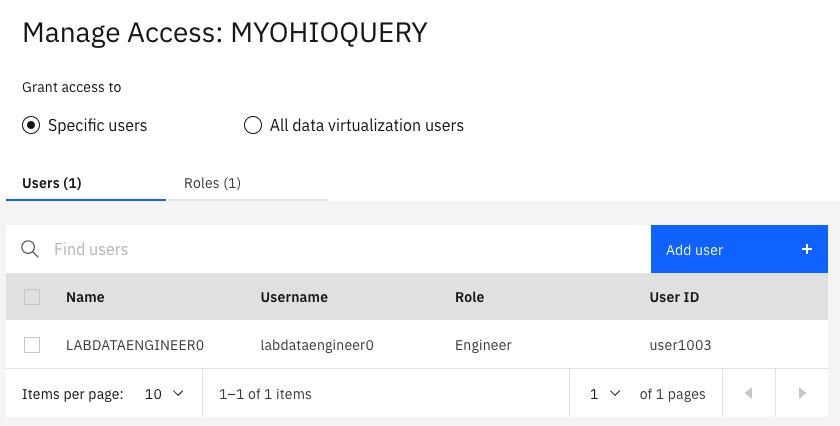 Manage Access: MYOHIOQUERY
Grant access to
Specific users All data virtualization users
Users (1) Roles (1)
Find users Add user +
Name Username Role User ID
LABDATAENGINEER0 labdataengineer0 Engineer user1003
Items per page: 10 1–1 of 1 items 1 of 1 pages